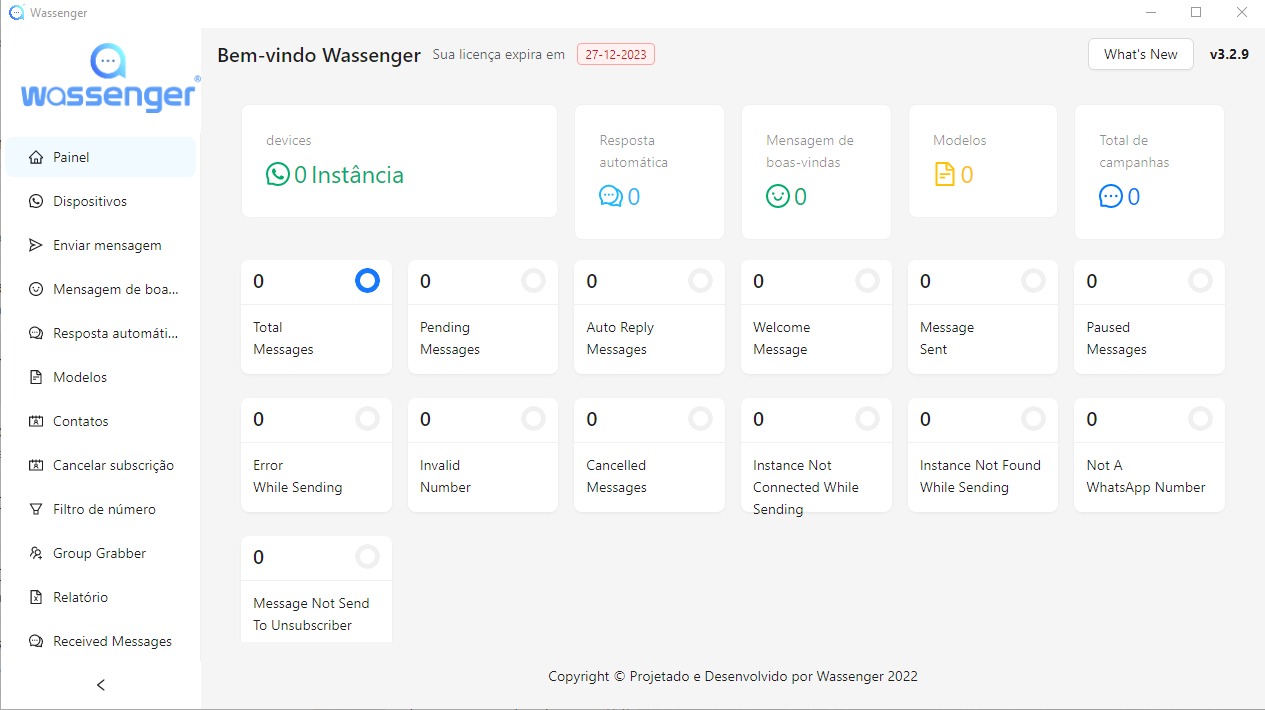 Wassenger
wassenger®
Painel
Dispositivos
Enviar mensagem
Mensagem de boa...
Resposta automáti...
Modelos
Contatos
Cancelar subscrição
Filtro de número
Group Grabber
Relatório
Received Messages
Bem-vindo Wassenger Sua licença expira em 27-12-2023
What's New v3.2.9
devices
0 Instância
Resposta
automática
0
Mensagem de
boas-vindas
0
Modelos
0
Total de
campanhas
0
0
Total
Messages
0
Pending
Messages
0
Auto Reply
Messages
0
Welcome
Message
0
Message
Sent
0
Paused
Messages
0
Error
While Sending
0
Invalid
Number
0
Cancelled
Messages
0
Instance Not
Connected While
Sending
0
Instance Not Found
While Sending
0
Not A
WhatsApp Number
0
Message Not Send
To Unsubscriber
Copyright © Projetado e Desenvolvido por Wassenger 2022